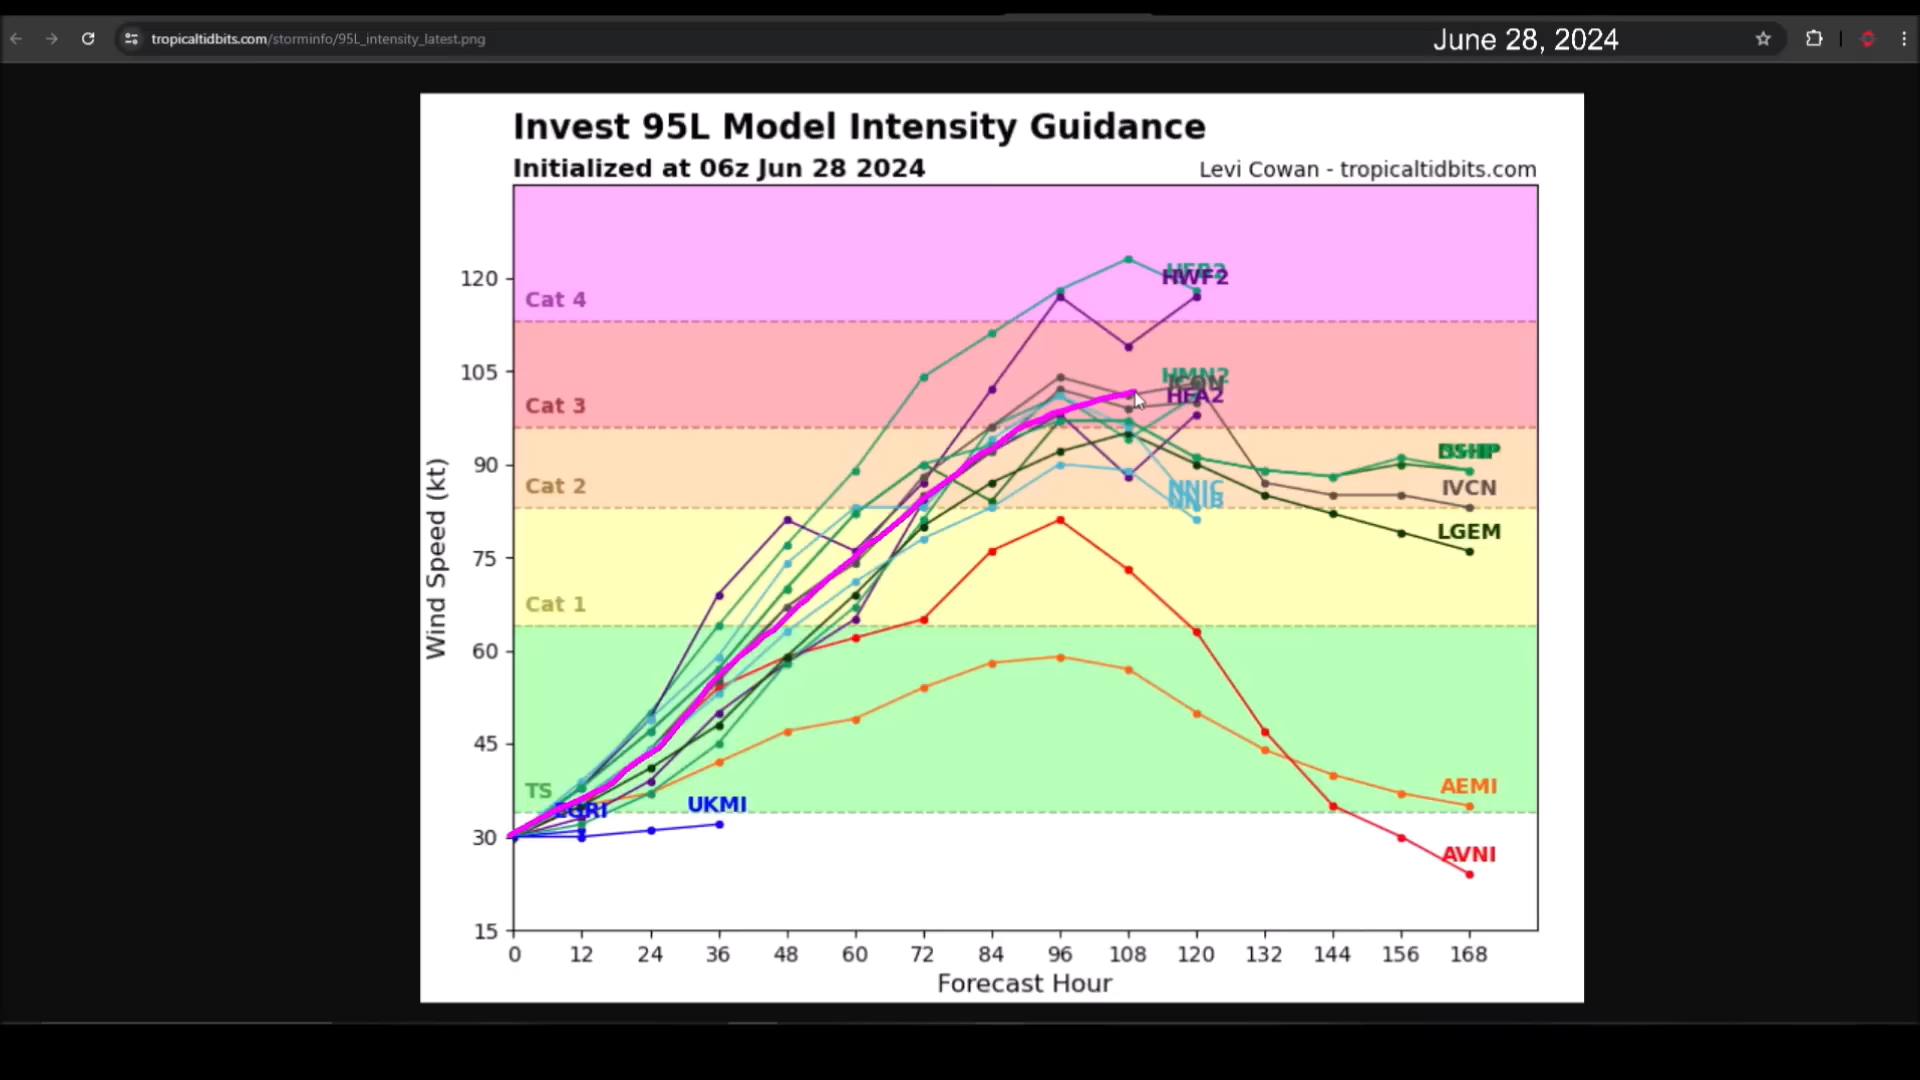 tropicaltidbits.com/storminfo/95L_intensity_latest.png
June 28, 2024
Invest 95L Model Intensity Guidance
Initialized at 06z Jun 28 2024
Levi Cowan - tropicaltidbits.com
Wind Speed (kt)
120
105
90
75
60
45
30
15
Cat 4
Cat 3
Cat 2
Cat 1
TS
HWF2
HMN2
ICON
HFA2
NNIC
NNIB
DSHP
IVCN
LGEM
AEMI
AVNI
EGRI
UKMI
0 12 24 36 48 60 72 84 96 108 120 132 144 156 168
Forecast Hour